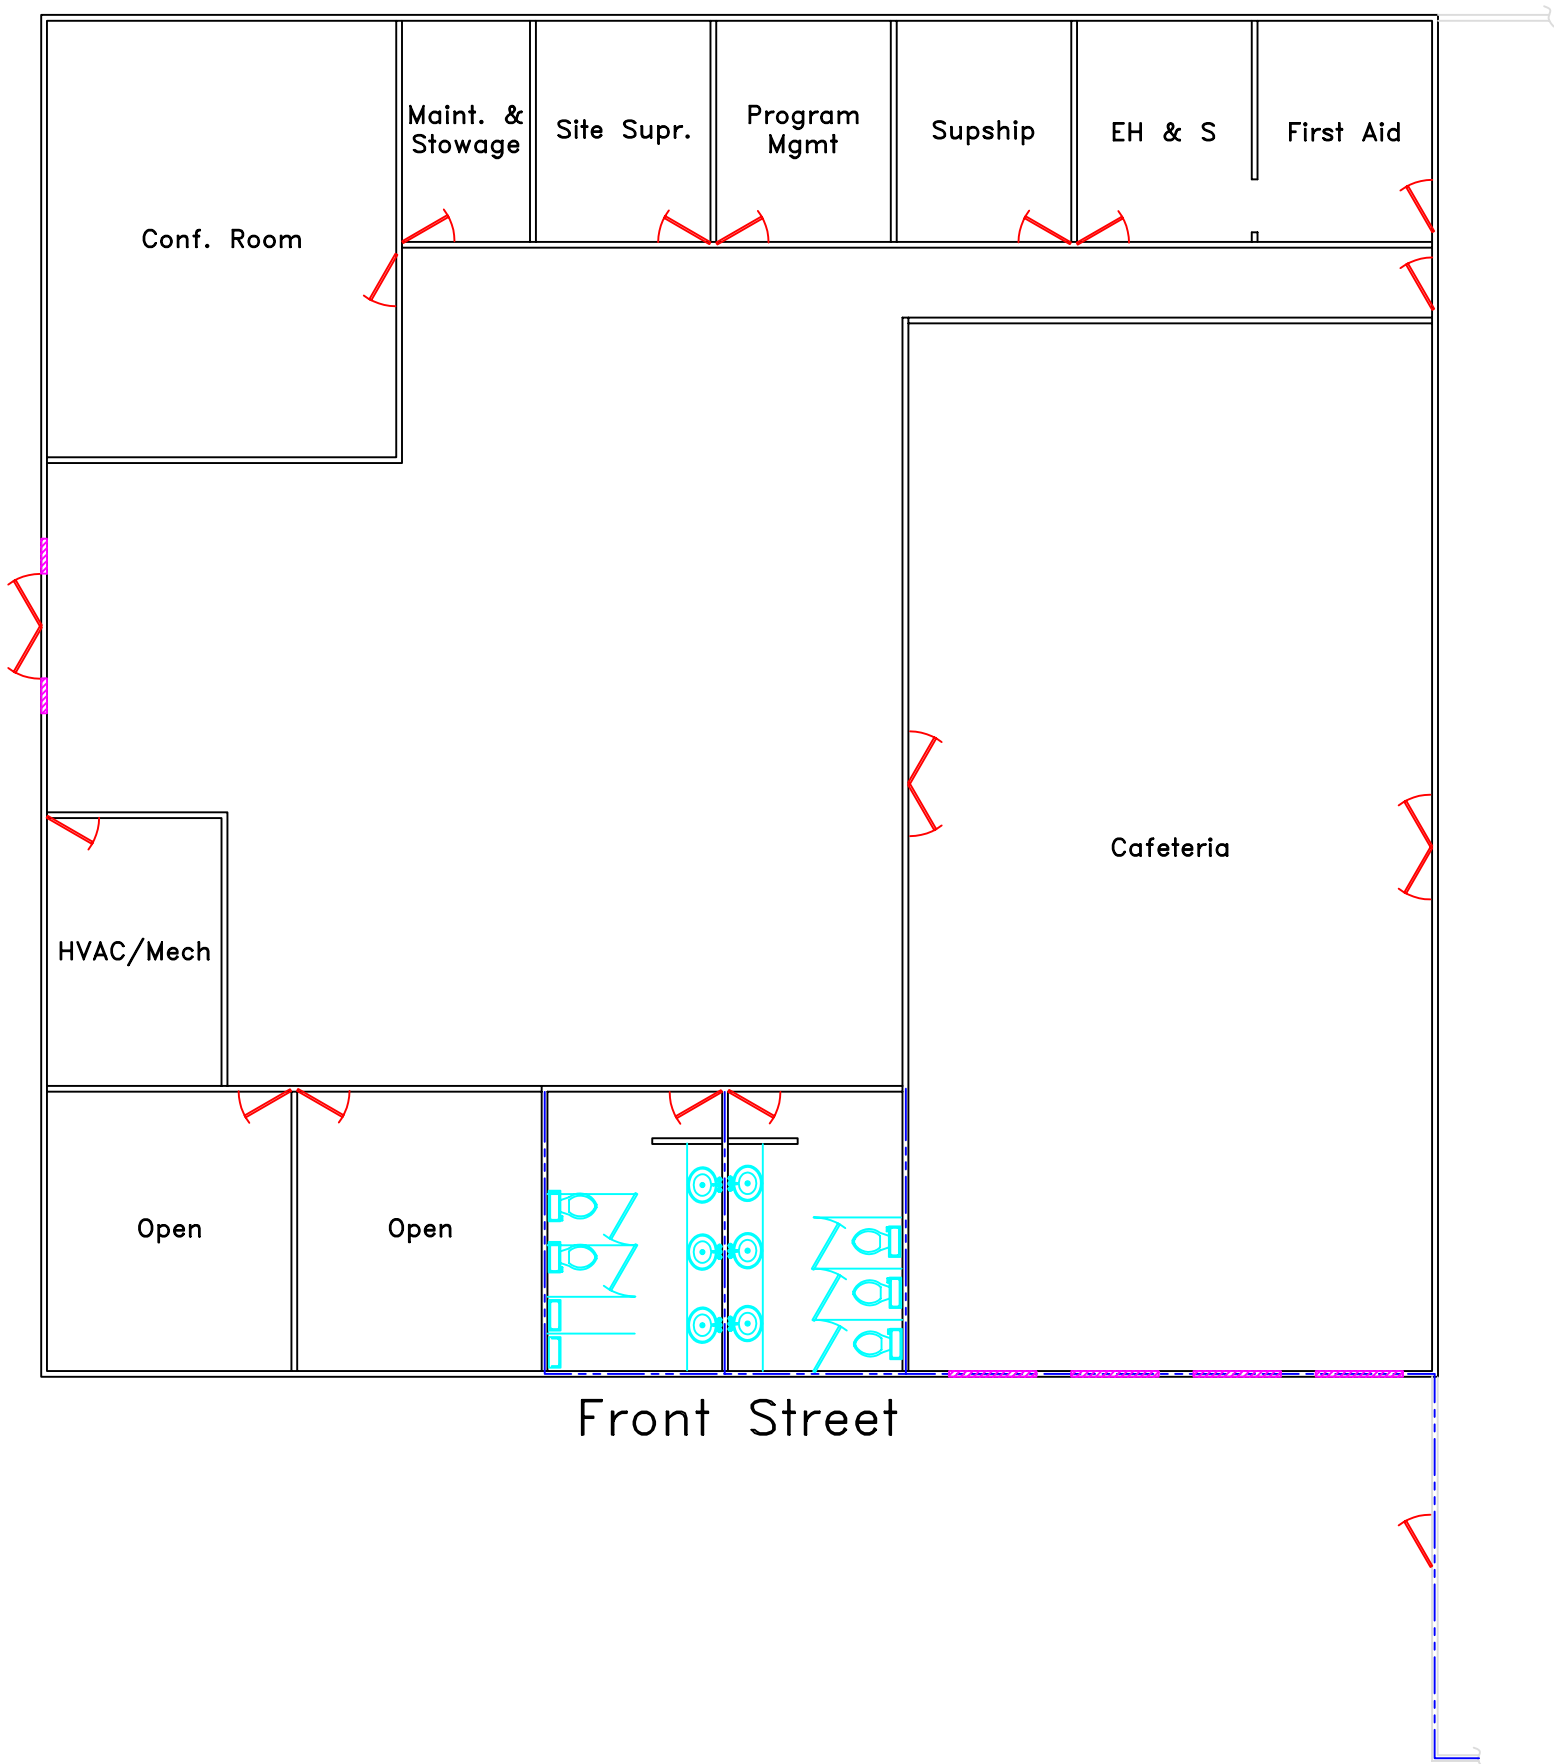 Maint. &
Stowage
Site Supr.
Program
Mgmt
Supship
EH & S
First Aid
Conf. Room
Cafeteria
HVAC/Mech
Open
Open
Front Street